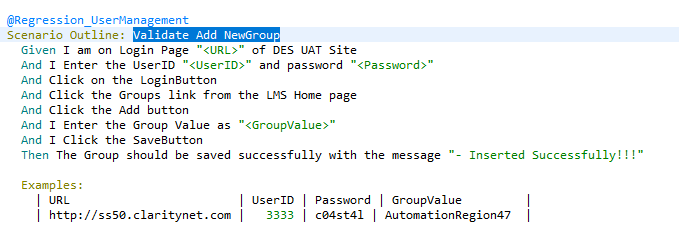 @Regression_UserManagement
Scenario Outline: Validate Add NewGroup
Given I am on Login Page "<URL>" of DES UAT Site
And I Enter the UserID "<UserID>" and password "<Password>"
And Click on the LoginButton
And Click the Groups link from the LMS Home page
And Click the Add button
And I Enter the Group Value as "<GroupValue>"
And I Click the SaveButton
Then The Group should be saved successfully with the message "- Inserted Successfully!!!"
Examples:
| URL | UserID | Password | GroupValue |
| http://ss50.claritynet.com | 3333 | c04st4l | AutomationRegion47 |